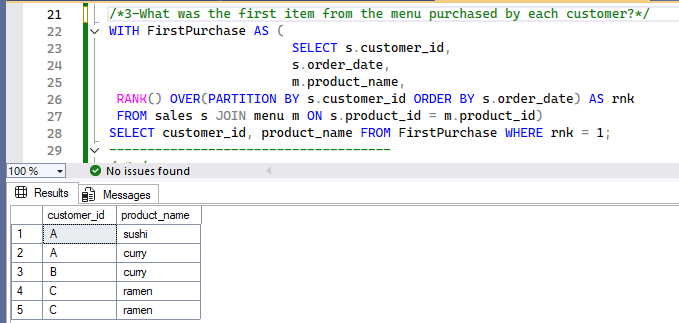 21 /*3-What was the first item from the menu purchased by each customer?*/
22 WITH FirstPurchase AS (
23 SELECT s.customer_id,
24 s.order_date,
25 m.product_name,
26 RANK() OVER(PARTITION BY s.customer_id ORDER BY s.order_date) AS rnk
27 FROM sales s JOIN menu m ON s.product_id = m.product_id)
28 SELECT customer_id, product_name FROM FirstPurchase WHERE rnk = 1;
29 -----------------------------------
100 % No issues found
Results Messages
customer_id product_name
1 A sushi
2 A curry
3 B curry
4 C ramen
5 C ramen